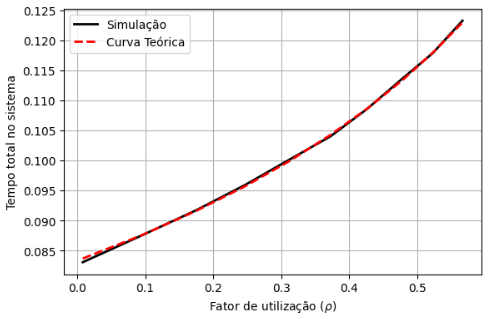 0.125
0.120
0.115
0.110
0.105
0.100
0.095
0.090
0.085
Tempo total no sistema
Simulação
Curva Teórica
0.0 0.1 0.2 0.3 0.4 0.5
Fator de utilização (ρ)